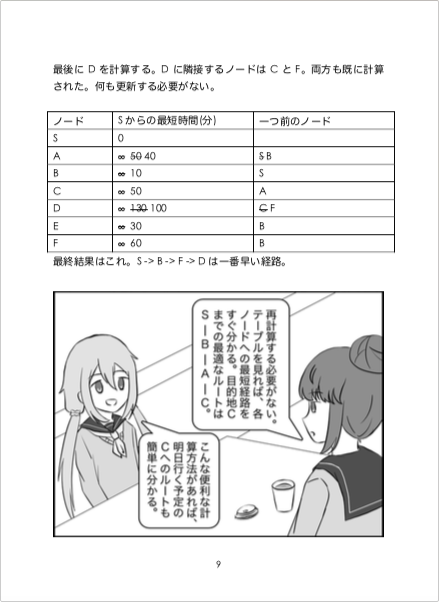 最後に D を計算する。D に隣接するノードは C と F。両方も既に計算
された。何も更新する必要がない。
ノード S からの最短時間(分) 一つ前のノード
S 0
A ∞ 50 40 S B
B ∞ 10 S
C ∞ 50 A
D ∞ 130 100 C F
E ∞ 30 B
F ∞ 60 B
最終結果はこれ。S -> B -> F -> D は一番早い経路。
再計算する必要がない。
テーブルを見れば、各
ノードへの最短経路を
すぐ分かる。目的地C
までの最適なルートは
S|B|A|C。
こんな便利な計
算方法があれば、
明日行く予定の
Cへのルートも
簡単に分かる。
9